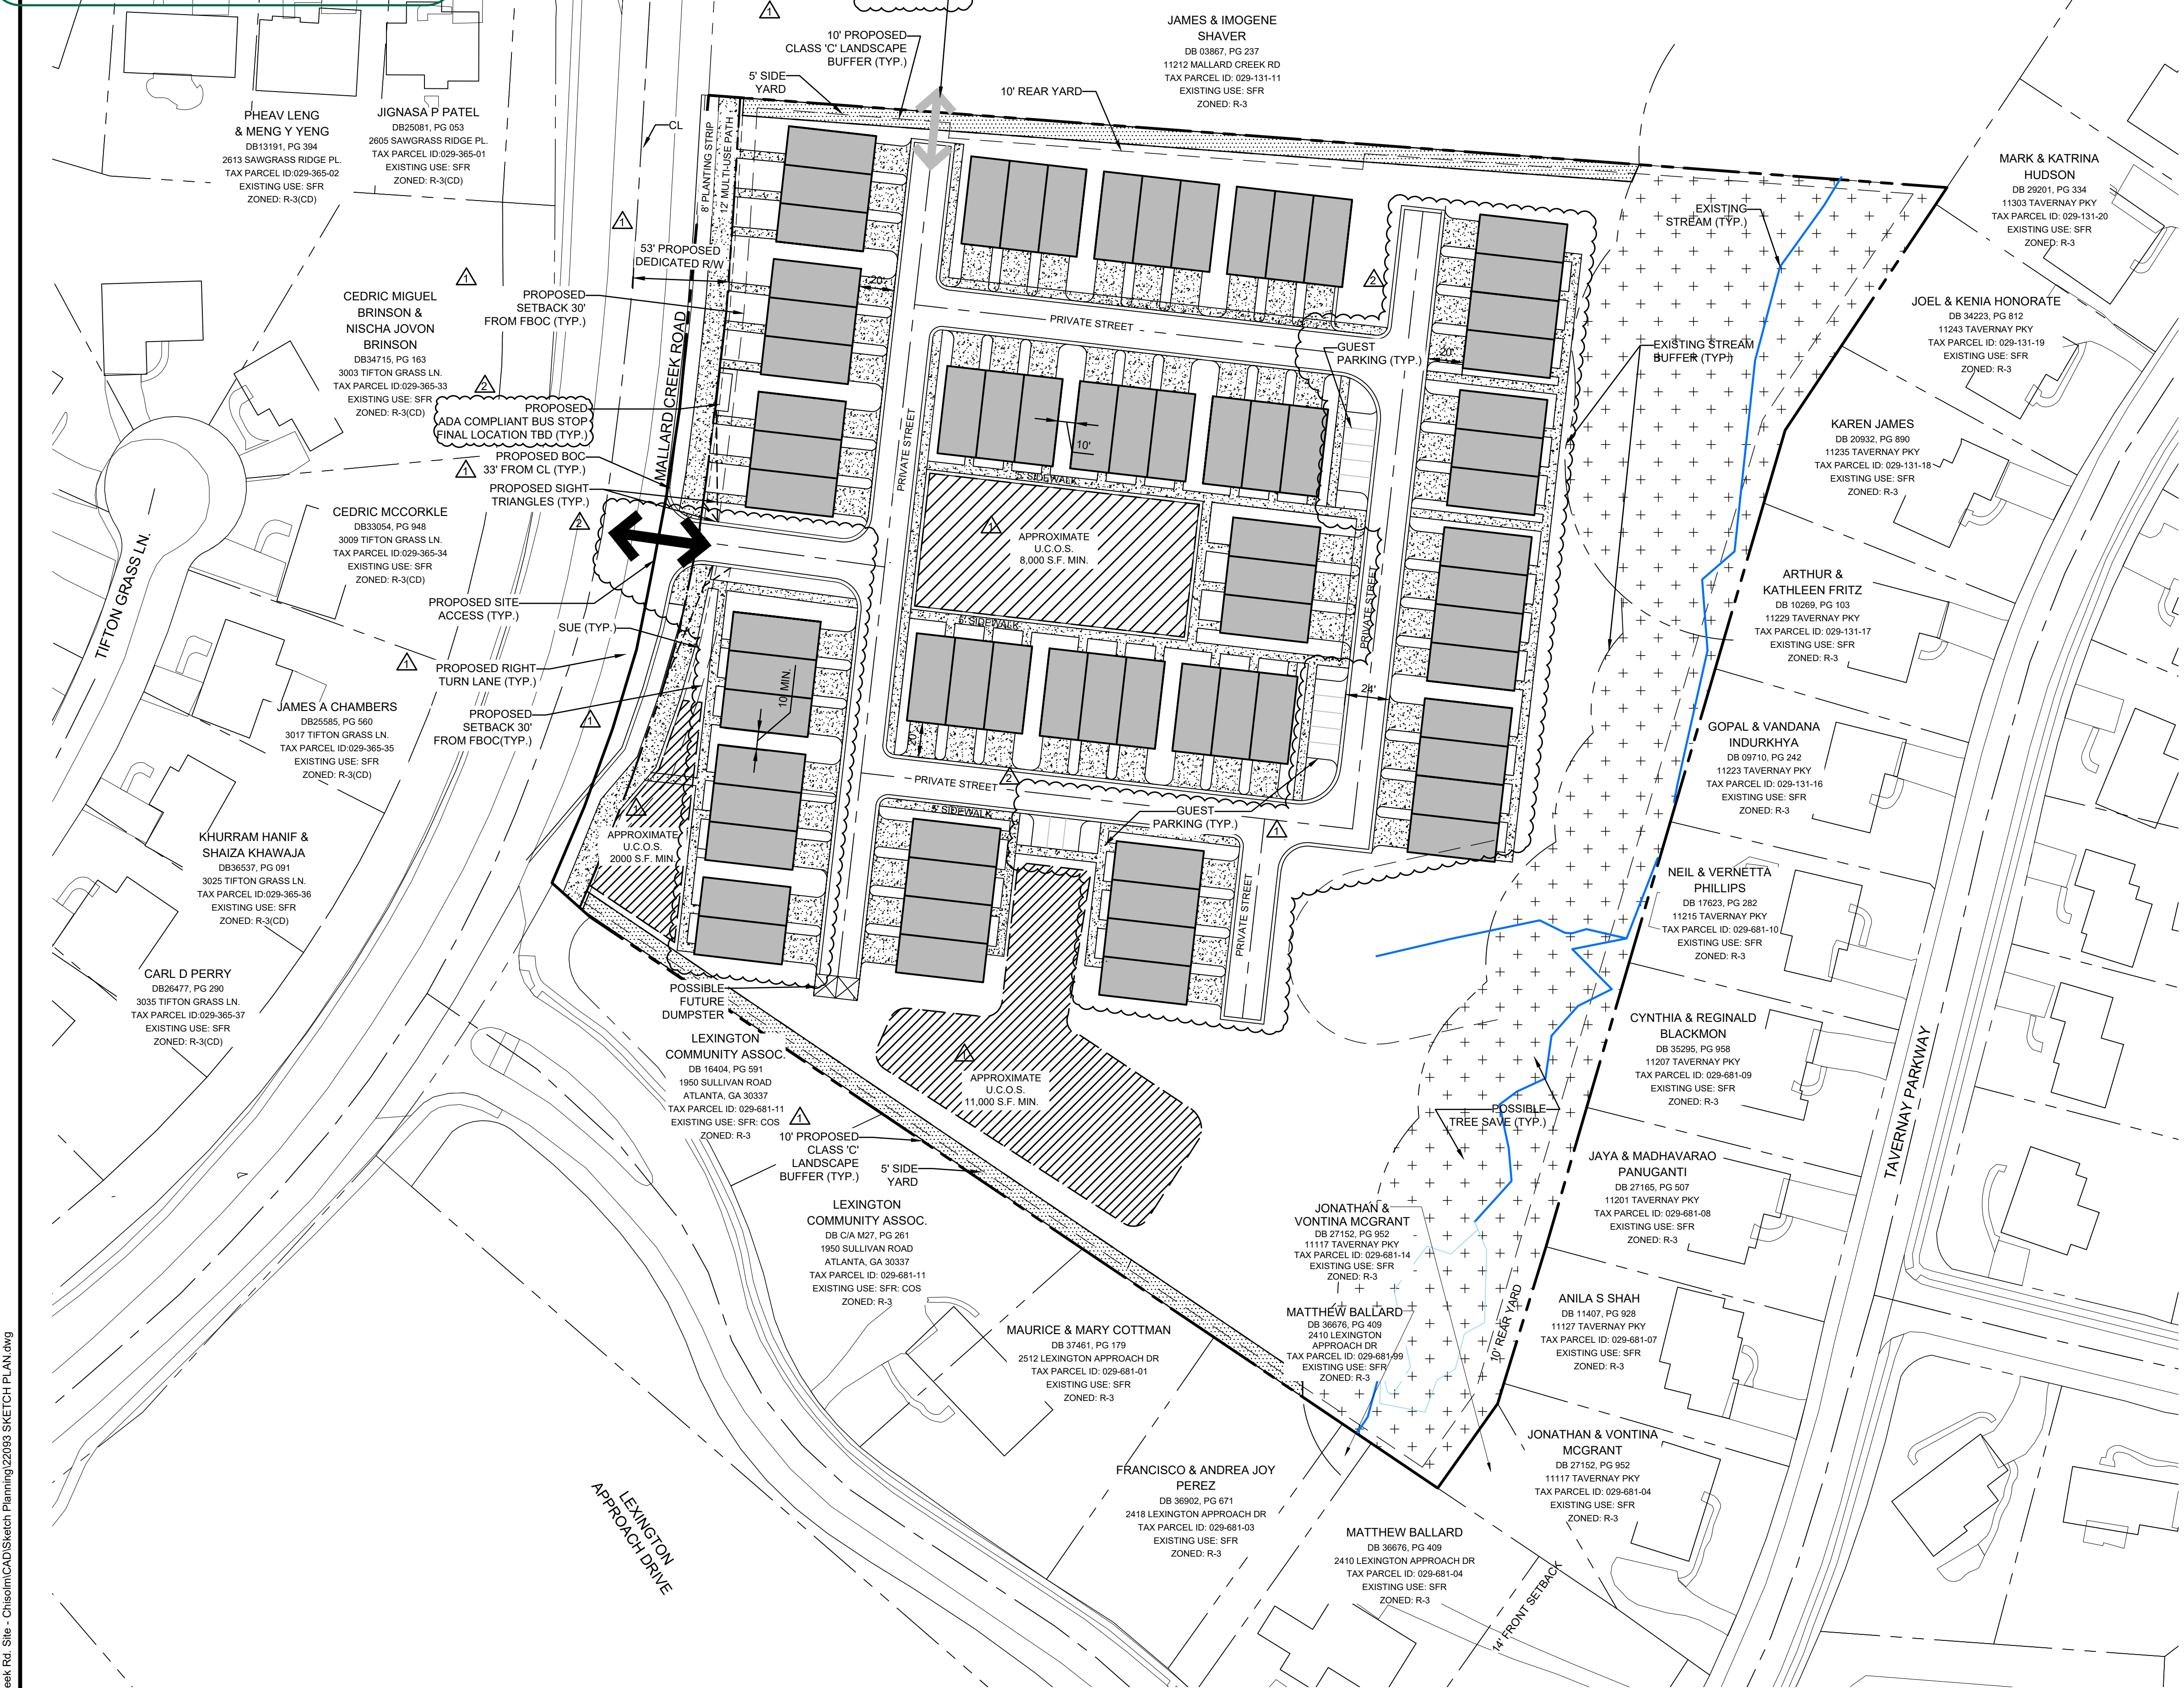 JAMES & IMOGENE
SHAVER
DB 03867, PG 237
11212 MALLARD CREEK RD
TAX PARCEL ID: 029-131-11
EXISTING USE: SFR
ZONED: R-3
1
10' PROPOSED
CLASS 'C' LANDSCAPE
BUFFER (TYP.)
5' SIDE
YARD
10' REAR YARD
CL
PHEAV LENG
& MENG Y YENG
DB13191, PG 394
2613 SAWGRASS RIDGE PL.
TAX PARCEL ID:029-365-02
EXISTING USE: SFR
ZONED: R-3(CD)
JIGNASA P PATEL
DB25081, PG 053
2605 SAWGRASS RIDGE PL.
TAX PARCEL ID:029-365-01
EXISTING USE: SFR
ZONED: R-3(CD)
8' PLANTING STRIP
12' MULTI-USE PATH
MARK & KATRINA
HUDSON
DB 29201, PG 334
11303 TAVERNAY PKY
TAX PARCEL ID: 029-131-20
EXISTING USE: SFR
ZONED: R-3
EXISTING
STREAM (TYP.)
1
53' PROPOSED
DEDICATED R/W
1
2
20'
CEDRIC MIGUEL
BRINSON &
NISCHA JOVON
BRINSON
DB34715, PG 163
3003 TIFTON GRASS LN.
TAX PARCEL ID:029-365-33
EXISTING USE: SFR
ZONED: R-3(CD)
PROPOSED
SETBACK 30'
FROM FBOC (TYP.)
MALLARD CREEK ROAD
PRIVATE STREET
JOEL & KENIA HONORATE
DB 34223, PG 812
11243 TAVERNAY PKY
TAX PARCEL ID: 029-131-19
EXISTING USE: SFR
ZONED: R-3
GUEST
PARKING (TYP.)
20'
EXISTING STREAM
BUFFER (TYP.)
2
PROPOSED
ADA COMPLIANT BUS STOP
FINAL LOCATION TBD (TYP.)
PRIVATE STREET
10'
KAREN JAMES
DB 20932, PG 890
11235 TAVERNAY PKY
TAX PARCEL ID: 029-131-18
EXISTING USE: SFR
ZONED: R-3
PROPOSED BOC
33' FROM CL (TYP.)
1
PROPOSED SIGHT
TRIANGLES (TYP.)
2
5' SIDEWALK
CEDRIC MCCORKLE
DB33054, PG 948
3009 TIFTON GRASS LN.
TAX PARCEL ID:029-365-34
EXISTING USE: SFR
ZONED: R-3(CD)
1
APPROXIMATE
U.C.O.S.
8,000 S.F. MIN.
TIFTON GRASS LN.
ARTHUR &
KATHLEEN FRITZ
DB 10269, PG 103
11229 TAVERNAY PKY
TAX PARCEL ID: 029-131-17
EXISTING USE: SFR
ZONED: R-3
PROPOSED SITE
ACCESS (TYP.)
SUE (TYP.)
5' SIDEWALK
PRIVATE STREET
1
PROPOSED RIGHT
TURN LANE (TYP.)
10' MIN.
24'
20'
JAMES A CHAMBERS
DB25585, PG 560
3017 TIFTON GRASS LN.
TAX PARCEL ID:029-365-35
EXISTING USE: SFR
ZONED: R-3(CD)
PROPOSED
SETBACK 30'
FROM FBOC(TYP.)
1
GOPAL & VANDANA
INDURKHYA
DB 09710, PG 242
11223 TAVERNAY PKY
TAX PARCEL ID: 029-131-16
EXISTING USE: SFR
ZONED: R-3
PRIVATE STREET
2
5' SIDEWALK
GUEST
PARKING (TYP.)
1
1
APPROXIMATE
U.C.O.S.
2000 S.F. MIN.
KHURRAM HANIF &
SHAIZA KHAWAJA
DB36537, PG 091
3025 TIFTON GRASS LN.
TAX PARCEL ID:029-365-36
EXISTING USE: SFR
ZONED: R-3(CD)
NEIL & VERNETTA
PHILLIPS
DB 17623, PG 282
11215 TAVERNAY PKY
TAX PARCEL ID: 029-681-10
EXISTING USE: SFR
ZONED: R-3
PRIVATE STREET
CARL D PERRY
DB26477, PG 290
3035 TIFTON GRASS LN.
TAX PARCEL ID:029-365-37
EXISTING USE: SFR
ZONED: R-3(CD)
POSSIBLE
FUTURE
DUMPSTER
LEXINGTON
COMMUNITY ASSOC.
DB 16404, PG 591
1950 SULLIVAN ROAD
ATLANTA, GA 30337
TAX PARCEL ID: 029-681-11
EXISTING USE: SFR: COS
ZONED: R-3
1
APPROXIMATE
U.C.O.S.
11,000 S.F. MIN.
CYNTHIA & REGINALD
BLACKMON
DB 35295, PG 958
11207 TAVERNAY PKY
TAX PARCEL ID: 029-681-09
EXISTING USE: SFR
ZONED: R-3
TAVERNAY PARKWAY
POSSIBLE
TREE SAVE (TYP.)
1
10' PROPOSED
CLASS 'C'
LANDSCAPE
BUFFER (TYP.)
5' SIDE
YARD
JAYA & MADHAVARAO
PANUGANTI
DB 27165, PG 507
11201 TAVERNAY PKY
TAX PARCEL ID: 029-681-08
EXISTING USE: SFR
ZONED: R-3
LEXINGTON
COMMUNITY ASSOC.
DB C/A M27, PG 261
1950 SULLIVAN ROAD
ATLANTA, GA 30337
TAX PARCEL ID: 029-681-11
EXISTING USE: SFR: COS
ZONED: R-3
JONATHAN &
VONTINA MCGRANT
DB 27152, PG 952
11117 TAVERNAY PKY
TAX PARCEL ID: 029-681-14
EXISTING USE: SFR
ZONED: R-3
MATTHEW BALLARD
DB 36676, PG 409
2410 LEXINGTON
APPROACH DR
TAX PARCEL ID: 029-681-99
EXISTING USE: SFR
ZONED: R-3
10' REAR YARD
ANILA S SHAH
DB 11407, PG 928
11127 TAVERNAY PKY
TAX PARCEL ID: 029-681-07
EXISTING USE: SFR
ZONED: R-3
MAURICE & MARY COTTMAN
DB 37461, PG 179
2512 LEXINGTON APPROACH DR
TAX PARCEL ID: 029-681-01
EXISTING USE: SFR
ZONED: R-3
JONATHAN & VONTINA
MCGRANT
DB 27152, PG 952
11117 TAVERNAY PKY
TAX PARCEL ID: 029-681-04
EXISTING USE: SFR
ZONED: R-3
FRANCISCO & ANDREA JOY
PEREZ
DB 36902, PG 671
2418 LEXINGTON APPROACH DR
TAX PARCEL ID: 029-681-03
EXISTING USE: SFR
ZONED: R-3
LEXINGTON
APPROACH DRIVE
MATTHEW BALLARD
DB 36676, PG 409
2410 LEXINGTON APPROACH DR
TAX PARCEL ID: 029-681-04
EXISTING USE: SFR
ZONED: R-3
14' FRONT SETBACK
eek Rd. Site - Chisolm\CAD\Sketch Planning\22093 SKETCH PLAN.dwg